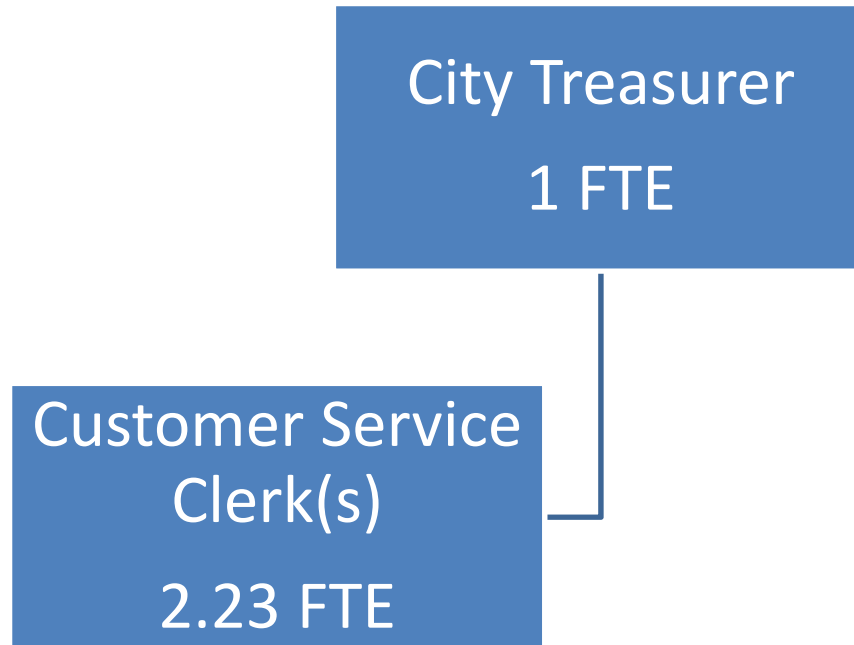 City Treasurer
1 FTE
Customer Service
Clerk(s)
2.23 FTE